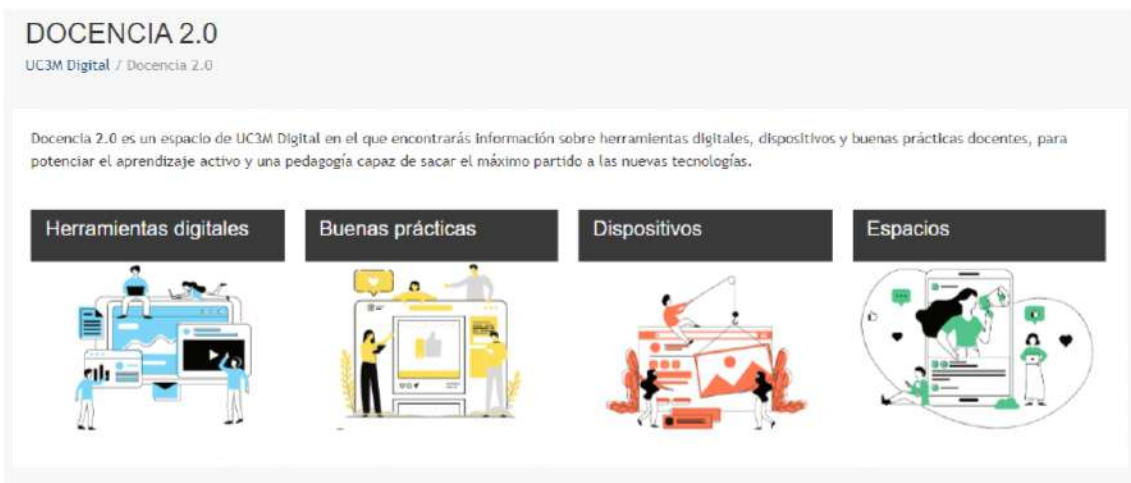 DOCENCIA 2.0
UC3M Digital / Docencia 2.0
Docencia 2.0 es un espacio de UC3M Digital en el que encontrarás información sobre herramientas digitales, dispositivos y buenas prácticas docentes, para
potenciar el aprendizaje activo y una pedagogía capaz de sacar el máximo partido a las nuevas tecnologías.
Herramientas digitales
Buenas prácticas
Dispositivos
Espacios